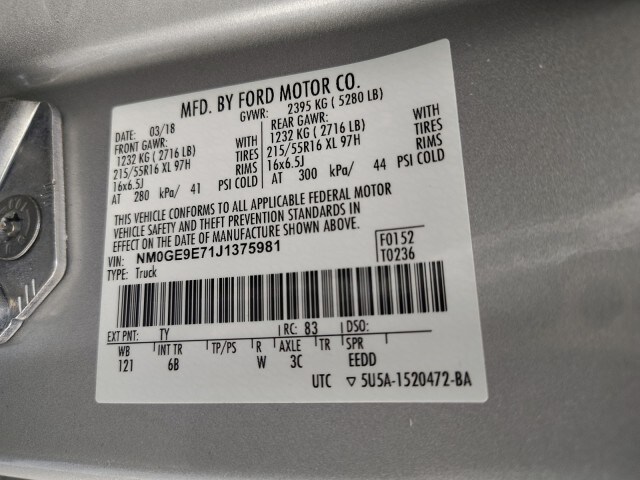 MFD. BY FORD MOTOR CO.
GVWR: 2395 KG ( 5280 LB)
DATE: 03/18
FRONT GAWR: WITH
1232 KG ( 2716 LB) TIRES
215/55R16 XL 97H RIMS
16x6.5J
AT 280 kPa/ 41 PSI COLD
REAR GAWR: WITH
1232 KG ( 2716 LB) TIRES
215/55R16 XL 97H RIMS
16x6.5J
AT 300 kPa/ 44 PSI COLD
THIS VEHICLE CONFORMS TO ALL APPLICABLE FEDERAL MOTOR
VEHICLE SAFETY AND THEFT PREVENTION STANDARDS IN
EFFECT ON THE DATE OF MANUFACTURE SHOWN ABOVE.
VIN: NM0GE9E71J1375981
TYPE: Truck
F0152
T0236
EXT PNT: TY RC: 83 DSO:
WB INT TR TP/PS R AXLE TR SPR
121 6B W 3C EEDD
UTC ▽ 5U5A-1520472-BA